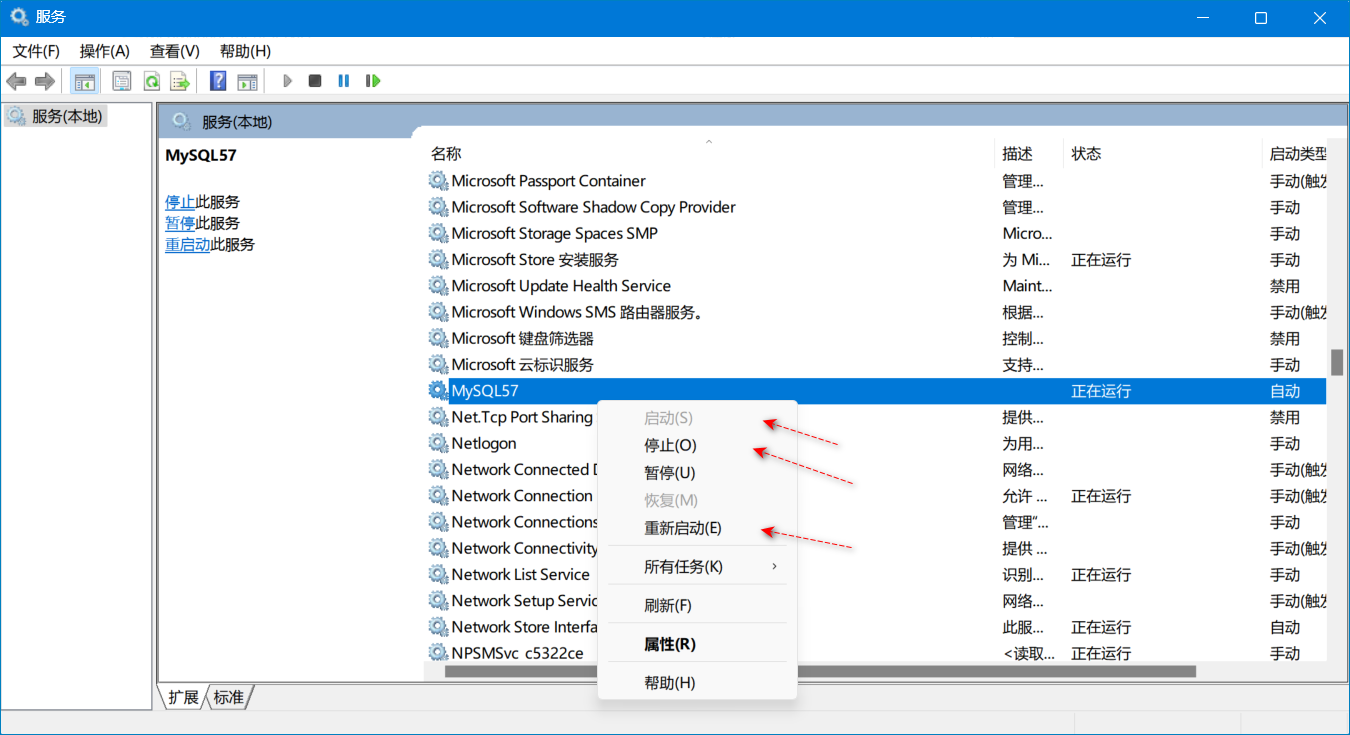 服务
文件(F) 操作(A) 查看(V) 帮助(H)
服务(本地)
服务(本地)
MySQL57
停止此服务
暂停此服务
重启动此服务
名称 描述 状态 启动类型
Microsoft Passport Container 管理... 手动(触发
Microsoft Software Shadow Copy Provider 管理... 手动
Microsoft Storage Spaces SMP Micro... 手动
Microsoft Store 安装服务 为 Mi... 正在运行 手动
Microsoft Update Health Service Maint... 禁用
Microsoft Windows SMS 路由器服务。 根据... 手动(触发
Microsoft 键盘筛选器 控制... 禁用
Microsoft 云标识服务 支持... 手动
MySQL57 正在运行 自动
Net.Tcp Port Sharing 提供... 禁用
Netlogon 为用... 手动
Network Connected 网络... 手动(触发
Network Connection 允许 ... 正在运行 手动(触发
Network Connections 管理“... 手动
Network Connectivity 提供 ... 手动(触发
Network List Service 识别... 正在运行 手动
Network Setup Servic 网络... 手动(触发
Network Store Interfa 此服... 正在运行 自动
NPSMSvc_c5322ce <读取... 正在运行 手动
启动(S)
停止(O)
暂停(U)
恢复(M)
重新启动(E)
所有任务(K)
刷新(F)
属性(R)
帮助(H)
扩展 标准